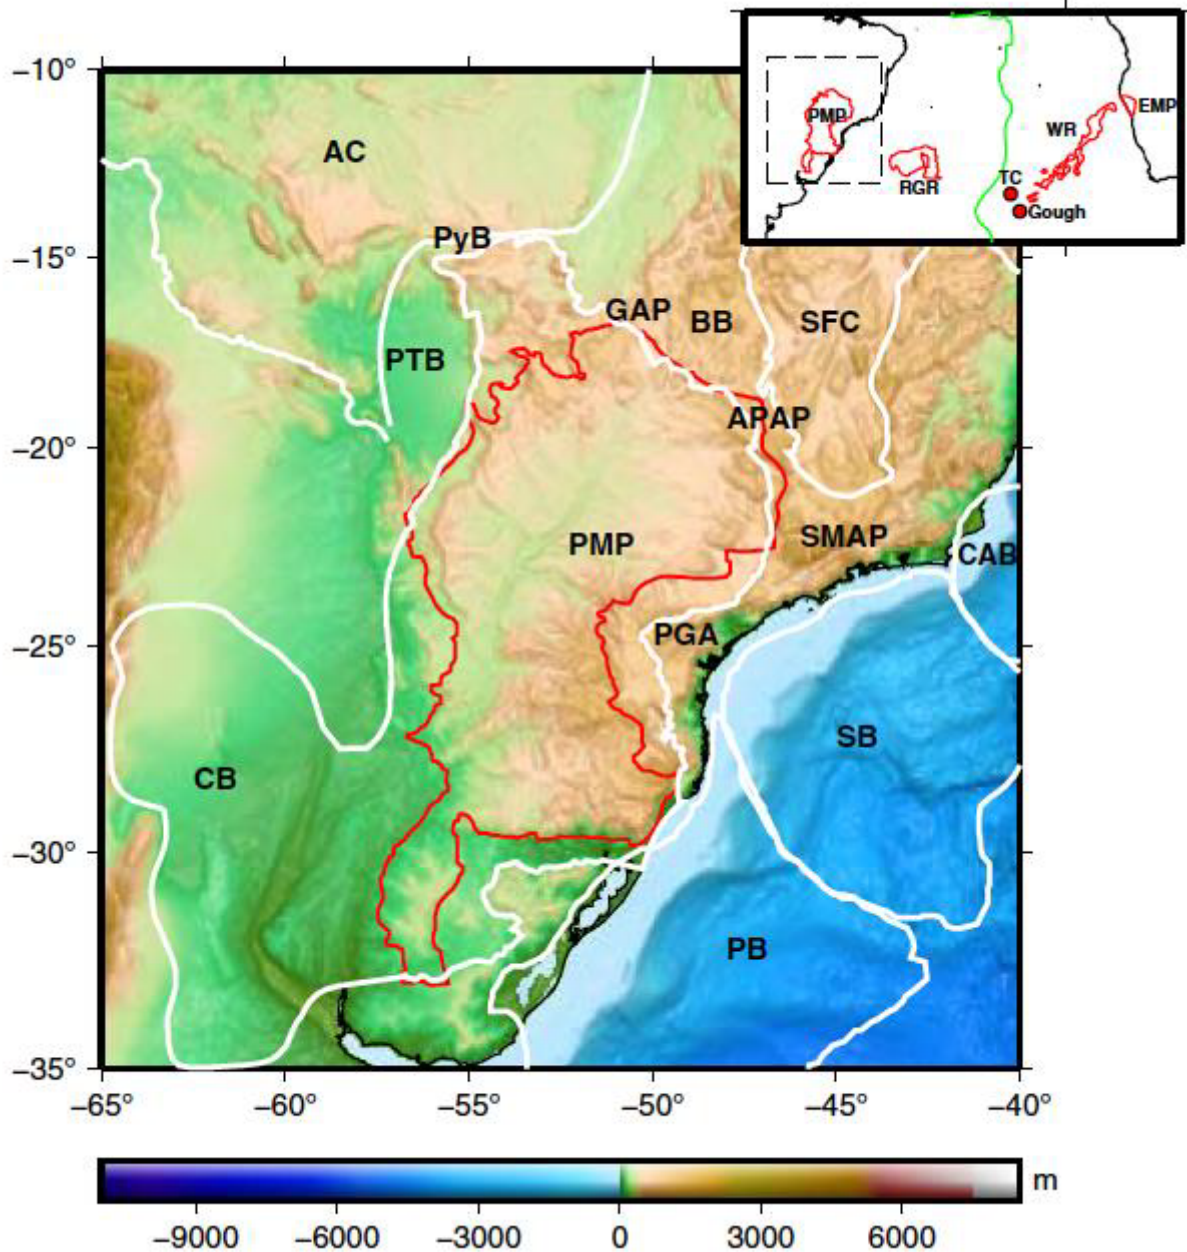 −10°
PMP
EMP
WR
RGR
TC
Gough
AC
PyB
−15°
GAP
BB
SFC
PTB
APAP
−20°
PMP
SMAP
CAB
PGA
−25°
SB
CB
−30°
PB
−35°
−65°
−60°
−55°
−50°
−45°
−40°
m
−9000
−6000
−3000
0
3000
6000